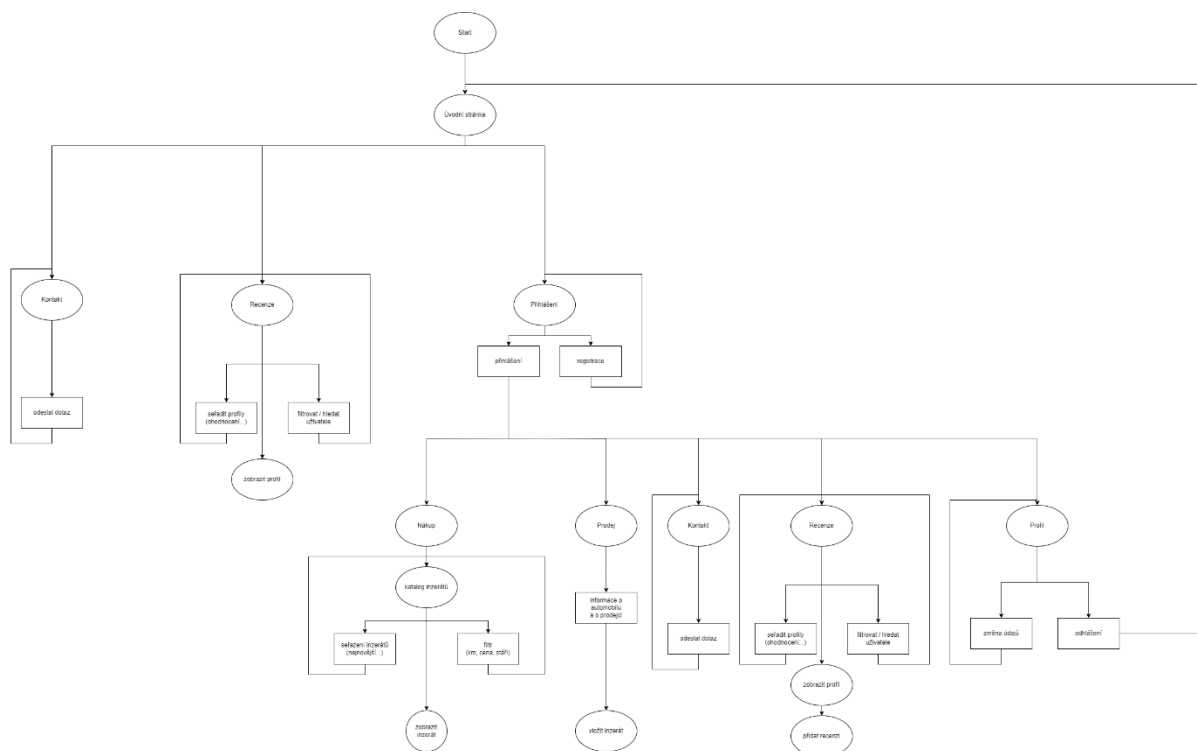 Start
Úvodní stránka
Kontakt
Recenze
Přihlášení
přihlášení
registrace
odeslat dotaz
seřadit profily
(ohodnocení...)
filtrovat / hledat
uživatele
zobrazit profil
Nákup
Prodej
Kontakt
Recenze
Profil
katalog inzerátů
informace o
automobilu
a o prodejci
seřazení inzerátů
(nejnovější...)
filtr
(km, cena, stáří)
odeslat dotaz
seřadit profily
(ohodnocení...)
filtrovat / hledat
uživatele
změna údajů
odhlášení
zobrazit profil
zobrazit
inzerát
vložit inzerát
přidat recenzi